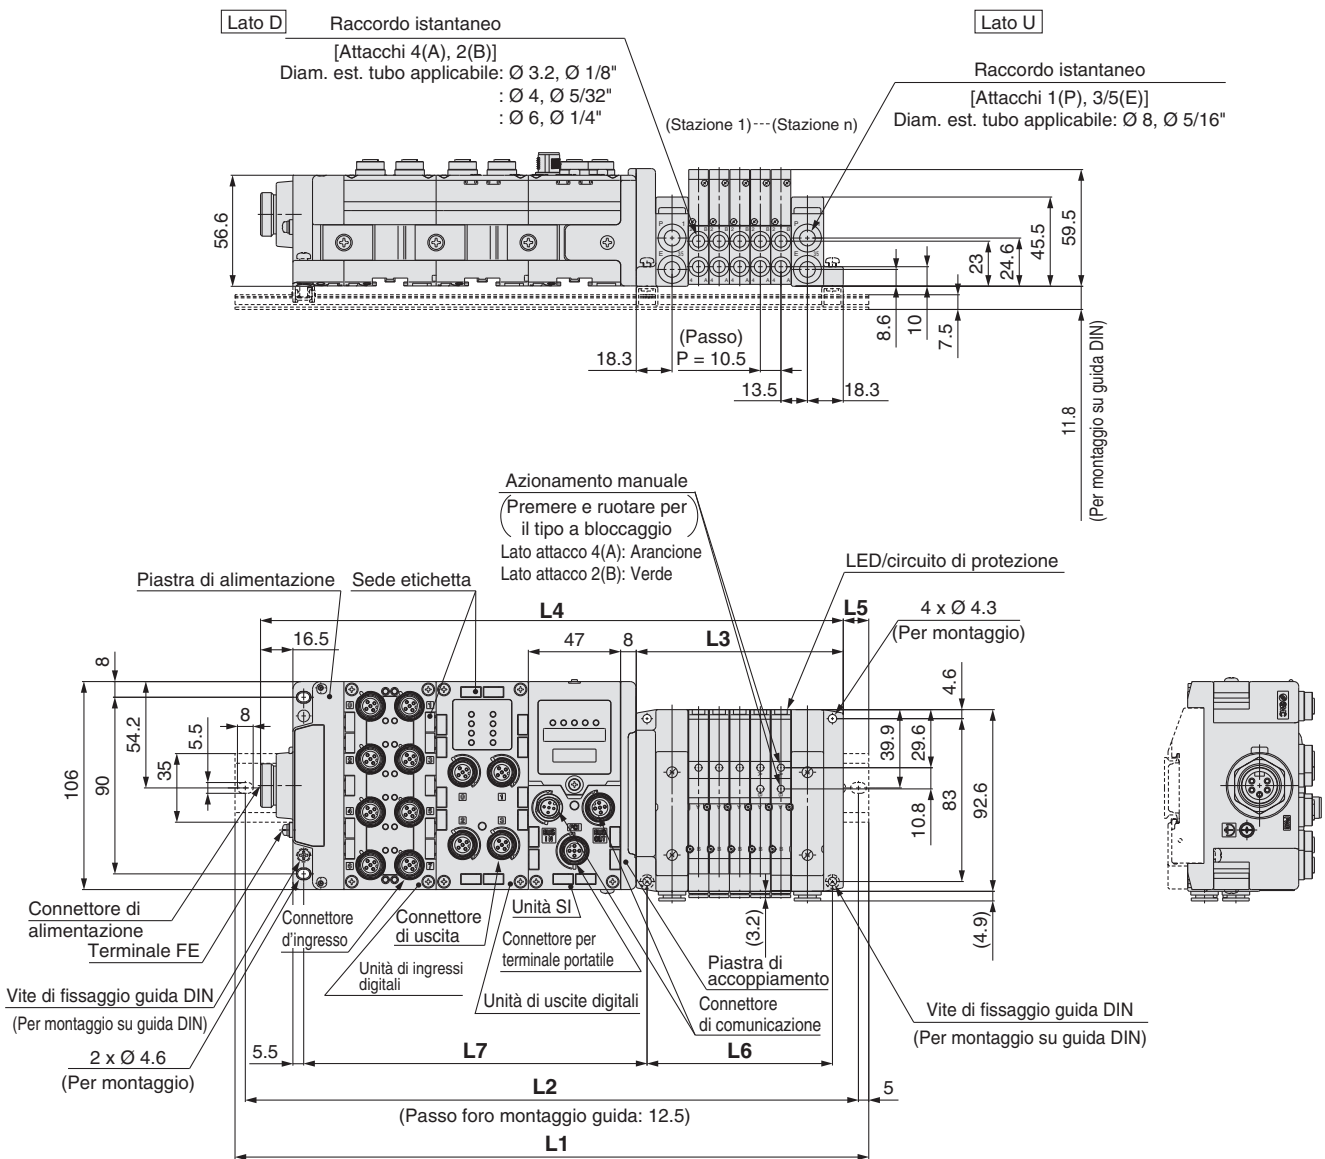 Lato D
Raccordo istantaneo
[Attacchi 4(A), 2(B)]
Diam. est. tubo applicabile: Ø 3.2, Ø 1/8"
: Ø 4, Ø 5/32"
: Ø 6, Ø 1/4"
Lato U
Raccordo istantaneo
[Attacchi 1(P), 3/5(E)]
Diam. est. tubo applicabile: Ø 8, Ø 5/16"
(Stazione 1)---(Stazione n)
56.6
23
24.6
45.5
59.5
8.6
10
7.5
11.8
(Per montaggio su guida DIN)
(Passo)
18.3
P = 10.5
13.5
18.3
Azionamento manuale
(Premere e ruotare per
il tipo a bloccaggio)
Lato attacco 4(A): Arancione
Lato attacco 2(B): Verde
LED/circuito di protezione
Piastra di alimentazione
Sede etichetta
L4
L5
4 x Ø 4.3
(Per montaggio)
16.5
47
8
L3
8
54.2
8
5.5
35
106
90
4.6
39.9
29.6
10.8
83
92.6
(3.2)
(4.9)
Connettore di
alimentazione
Terminale FE
Connettore
d'ingresso
Connettore
di uscita
Unità SI
Unità di ingressi
digitali
Connettore per
terminale portatile
Unità di uscite digitali
Piastra di
accoppiamento
Connettore
di comunicazione
Vite di fissaggio guida DIN
(Per montaggio su guida DIN)
Vite di fissaggio guida DIN
(Per montaggio su guida DIN)
2 x Ø 4.6
(Per montaggio)
5.5
L7
L6
L2
5
(Passo foro montaggio guida: 12.5)
L1